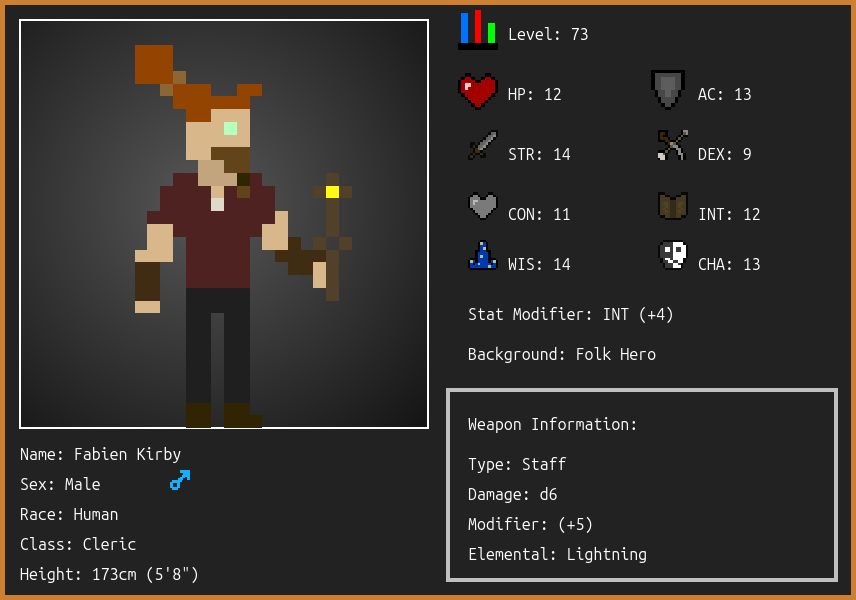 Level: 73
HP: 12
AC: 13
STR: 14
DEX: 9
CON: 11
INT: 12
WIS: 14
CHA: 13
Stat Modifier: INT (+4)
Background: Folk Hero
Name: Fabien Kirby
Sex: Male
Race: Human
Class: Cleric
Height: 173cm (5'8")
Weapon Information:
Type: Staff
Damage: d6
Modifier: (+5)
Elemental: Lightning